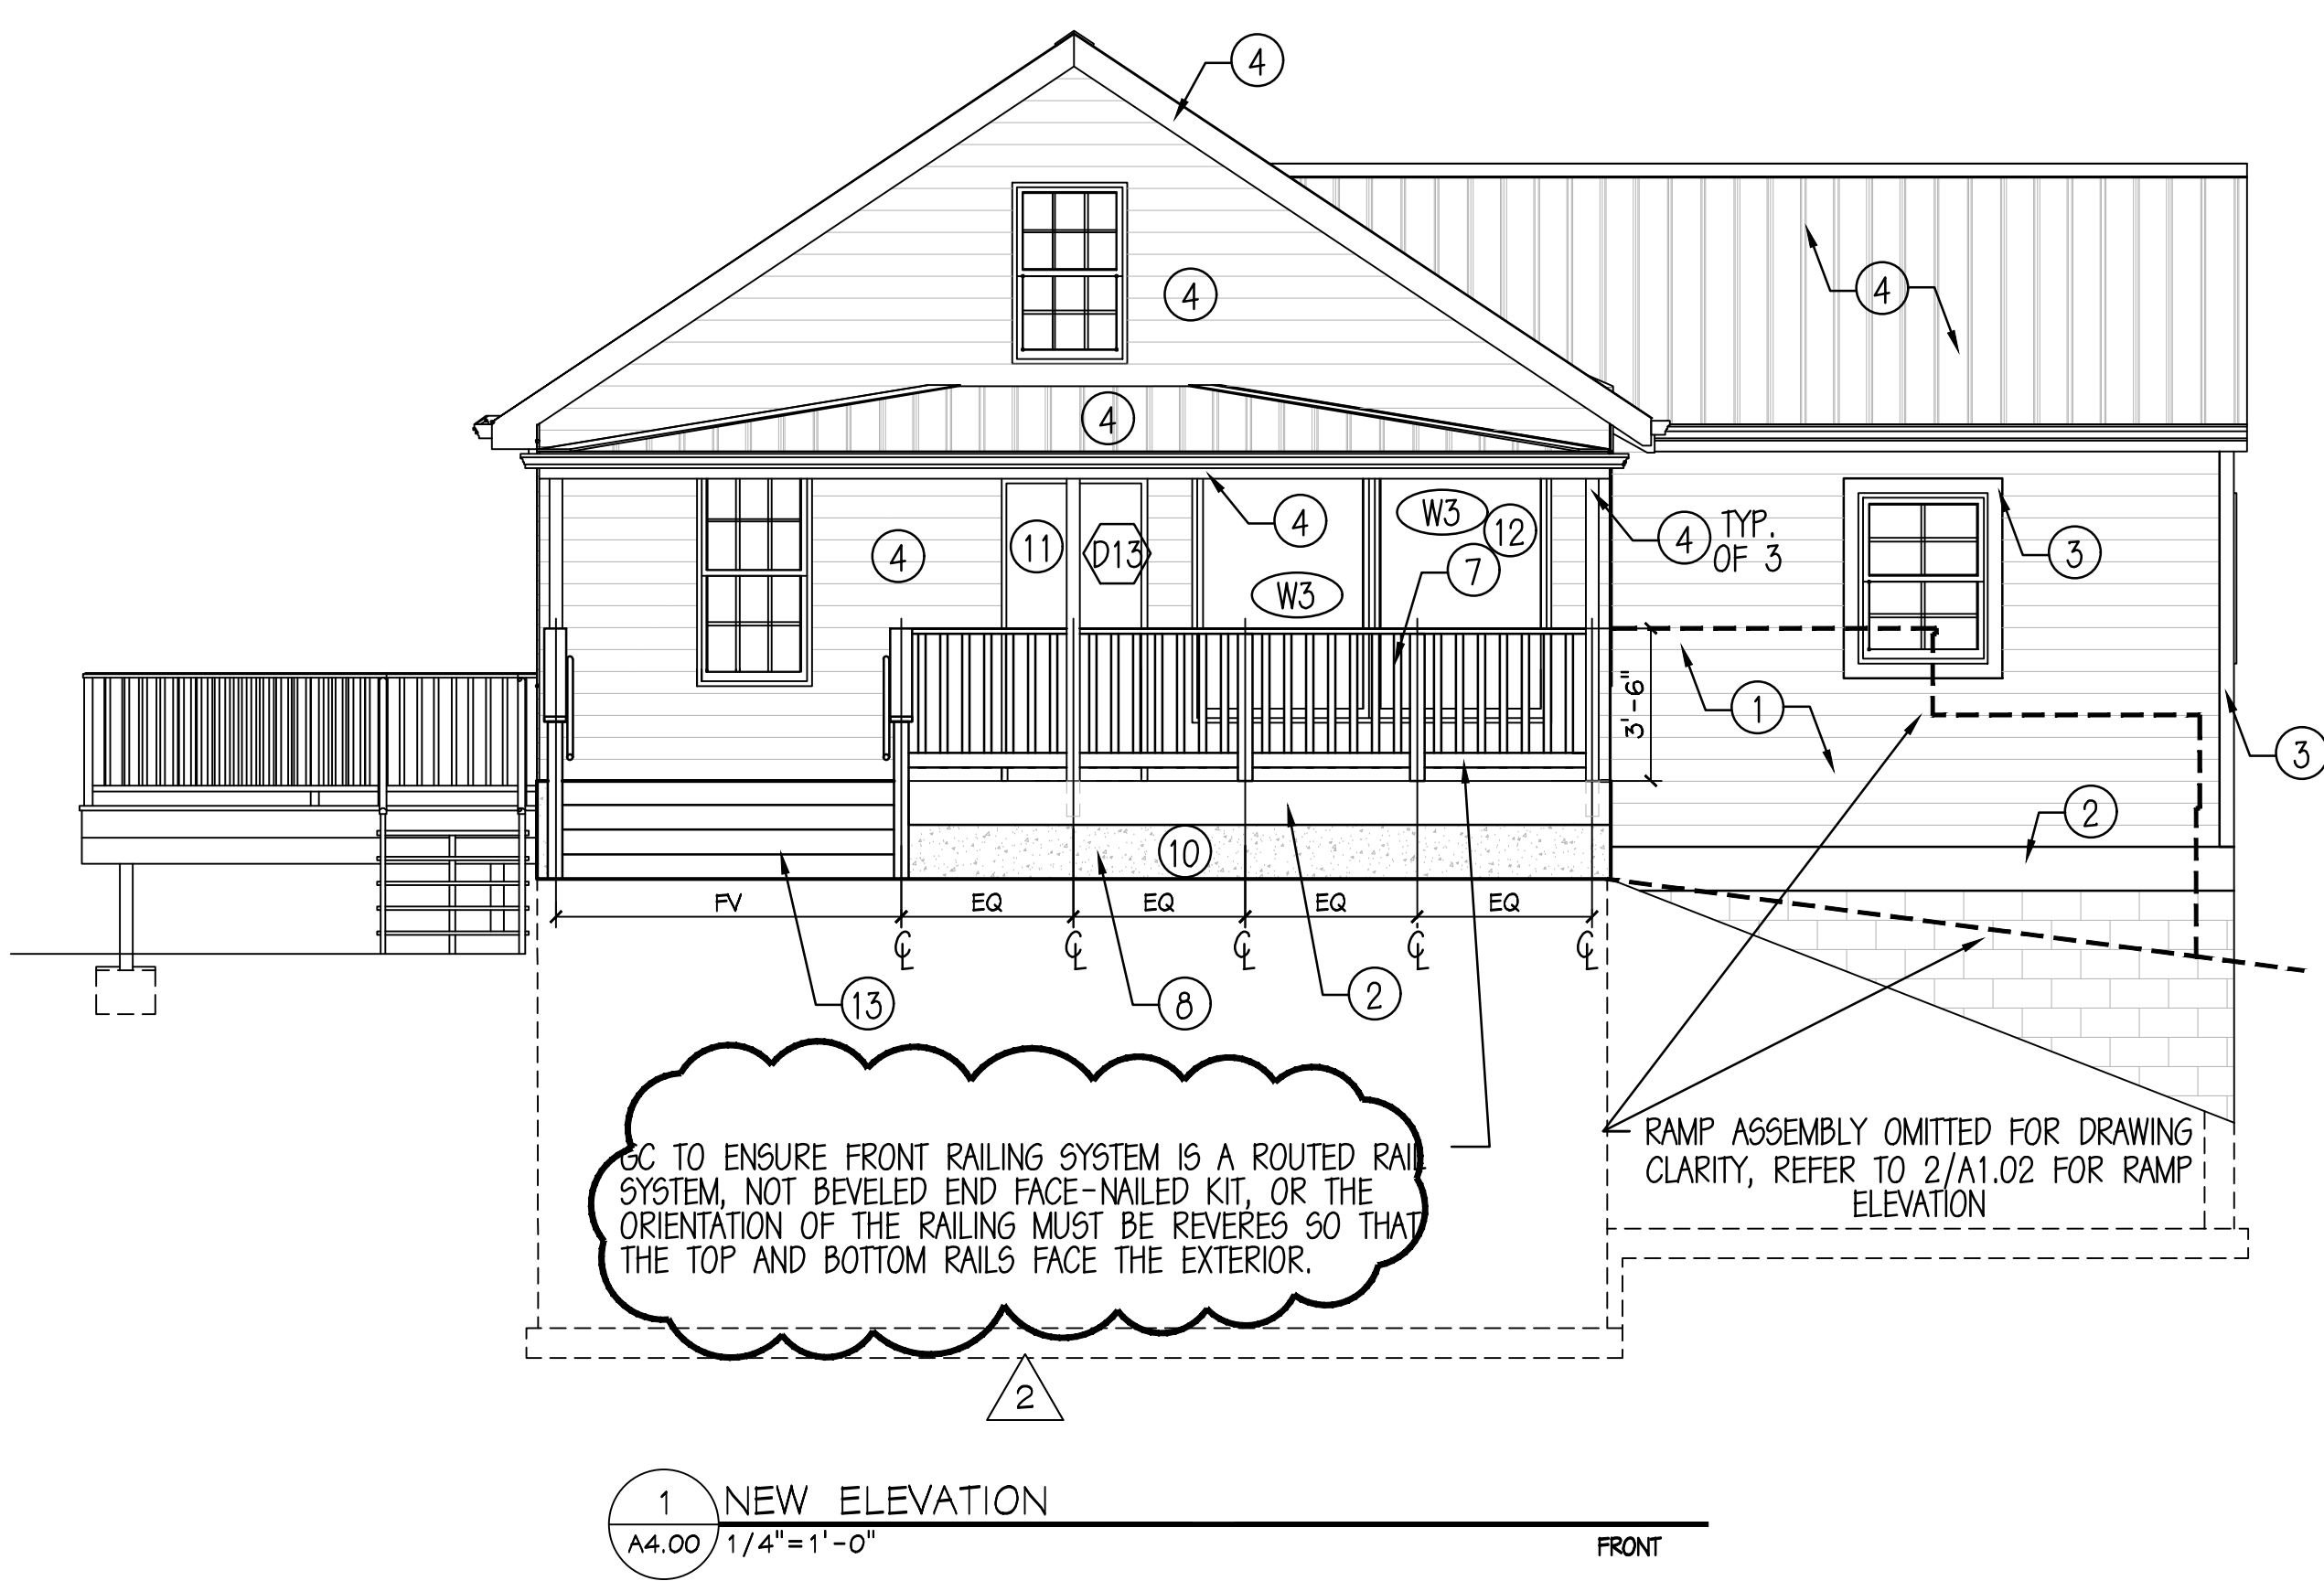 4
4
4
4
4
11
D13
4
W3
12
7
W3
4 TYP.
OF 3
3
3'-6"
1
3
2
10
FV EQ EQ EQ EQ
CL CL CL CL CL
13
8
2
GC TO ENSURE FRONT RAILING SYSTEM IS A ROUTED RAIL
SYSTEM, NOT BEVELED END FACE-NAILED KIT, OR THE
ORIENTATION OF THE RAILING MUST BE REVERES SO THAT
THE TOP AND BOTTOM RAILS FACE THE EXTERIOR.
RAMP ASSEMBLY OMITTED FOR DRAWING
CLARITY, REFER TO 2/A1.02 FOR RAMP
ELEVATION
2
1
A4.00
NEW ELEVATION
1/4"=1'-0"
FRONT